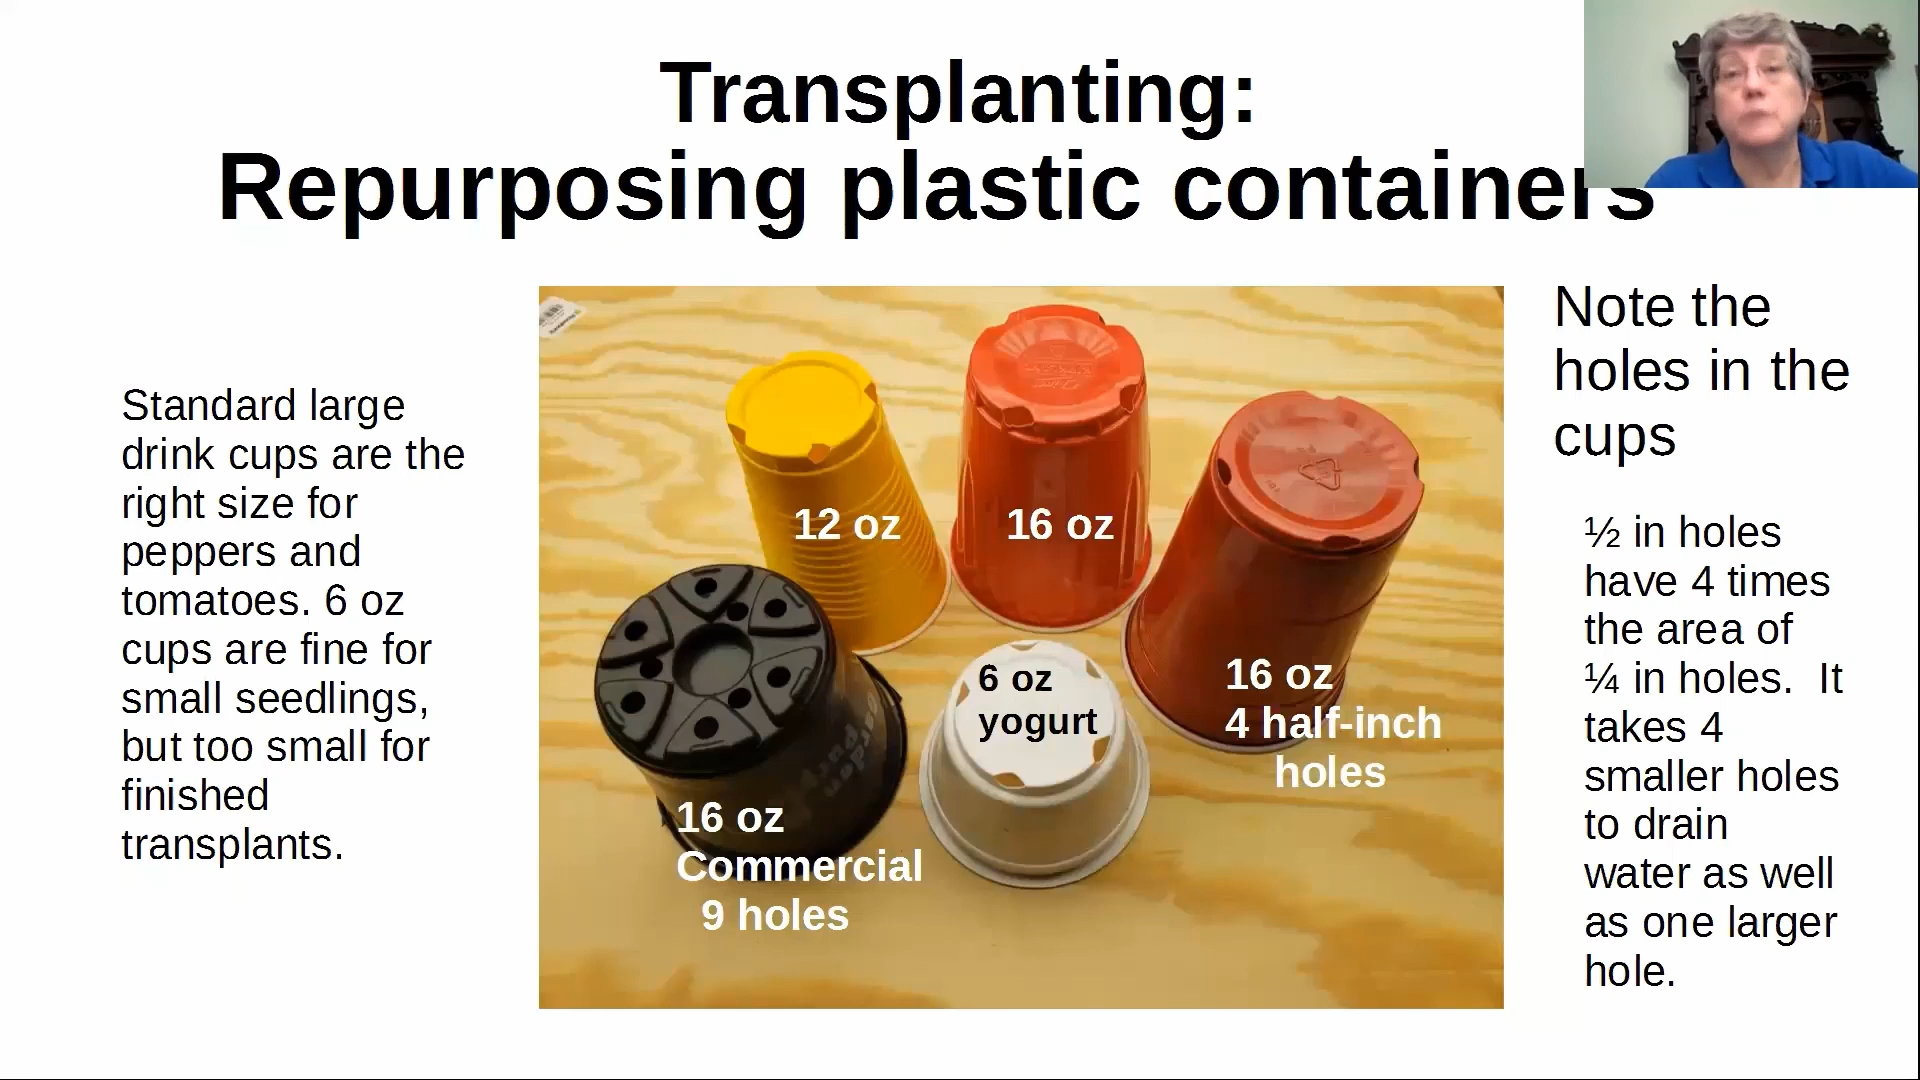 Transplanting:
Repurposing plastic containers
Standard large
drink cups are the
right size for
peppers and
tomatoes. 6 oz
cups are fine for
small seedlings,
but too small for
finished
transplants.
12 oz
16 oz
16 oz
4 half-inch
holes
6 oz
yogurt
16 oz
Commercial
9 holes
Note the
holes in the
cups
½ in holes
have 4 times
the area of
¼ in holes.  It
takes 4
smaller holes
to drain
water as well
as one larger
hole.